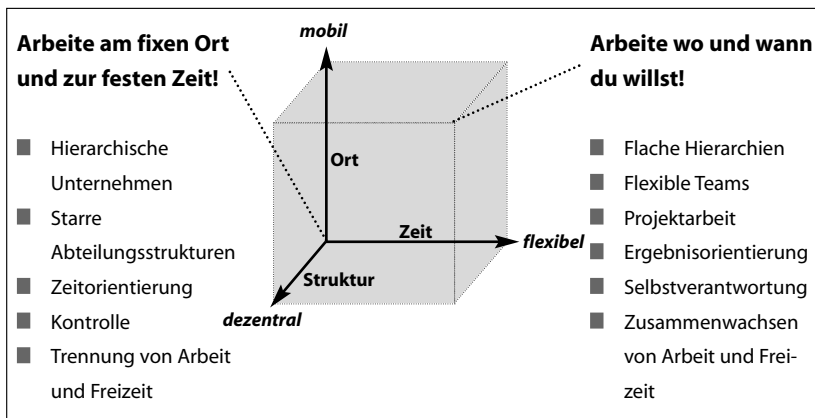 Arbeite am fixen Ort
und zur festen Zeit!
Hierarchische
Unternehmen
Starre
Abteilungsstrukturen
Zeitorientierung
Kontrolle
Trennung von Arbeit
und Freizeit
mobil
Ort
Zeit
flexibel
Struktur
dezentral
Arbeite wo und wann
du willst!
Flache Hierarchien
Flexible Teams
Projektarbeit
Ergebnisorientierung
Selbstverantwortung
Zusammenwachsen
von Arbeit und Frei-
zeit